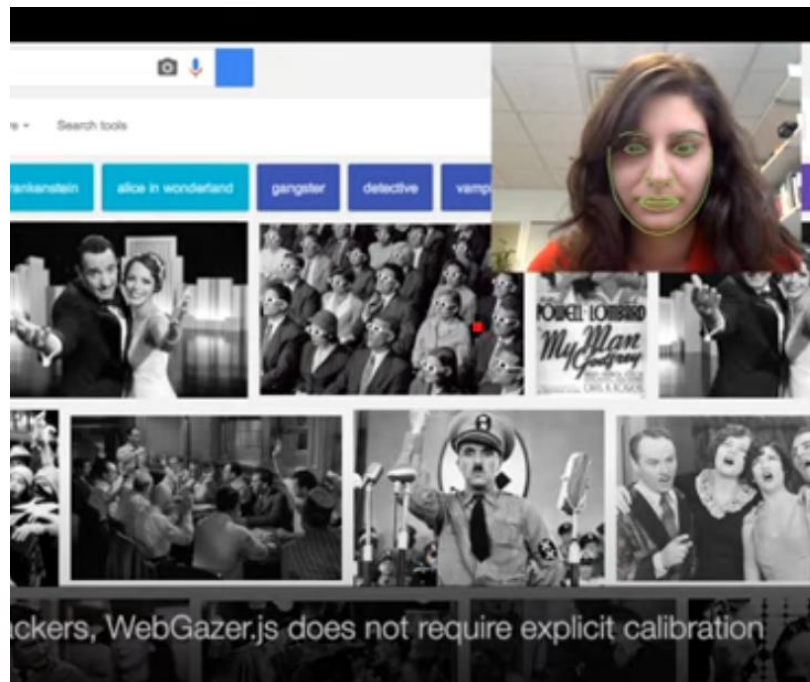 Search tools
rankenstein
alice in wonderland
gangster
detective
vamp
POWELL · LOMBARD
My Man
Godfrey
ckers, WebGazer.js does not require explicit calibration